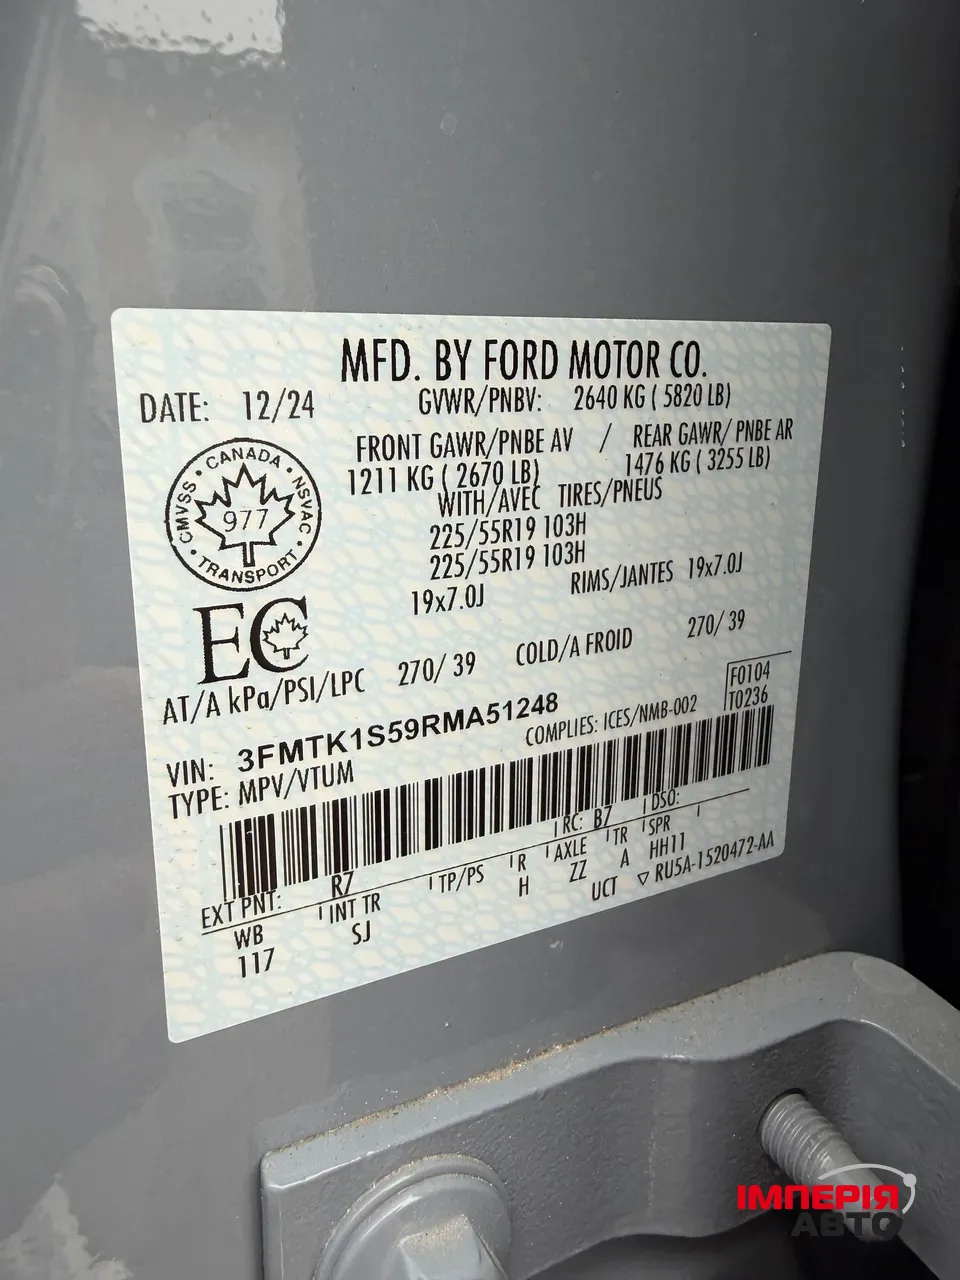 MFD. BY FORD MOTOR CO.
DATE: 12/24 GVWR/PNBV: 2640 KG ( 5820 LB)
FRONT GAWR/PNBE AV / REAR GAWR/ PNBE AR
1211 KG ( 2670 LB) 1476 KG ( 3255 LB)
WITH/AVEC TIRES/PNEUS
225/55R19 103H
225/55R19 103H
19x7.0J RIMS/JANTES 19x7.0J
CANADA
CMVSS 977 NSVAC
TRANSPORT
EC
AT/A kPa/PSI/LPC 270/ 39 COLD/A FROID 270/ 39
VIN: 3FMTK1S59RMA51248
COMPLIES: ICES/NMB-002
F0104
T0236
TYPE: MPV/VTUM
EXT PNT: RZ RC: B7 DSO:
WB INT TR TP/PS R AXLE TR SPR
117 SJ H ZZ A HH11
UCT ▽ RU5A-1520472-AA
ІМПЕРІЯ
АВТО